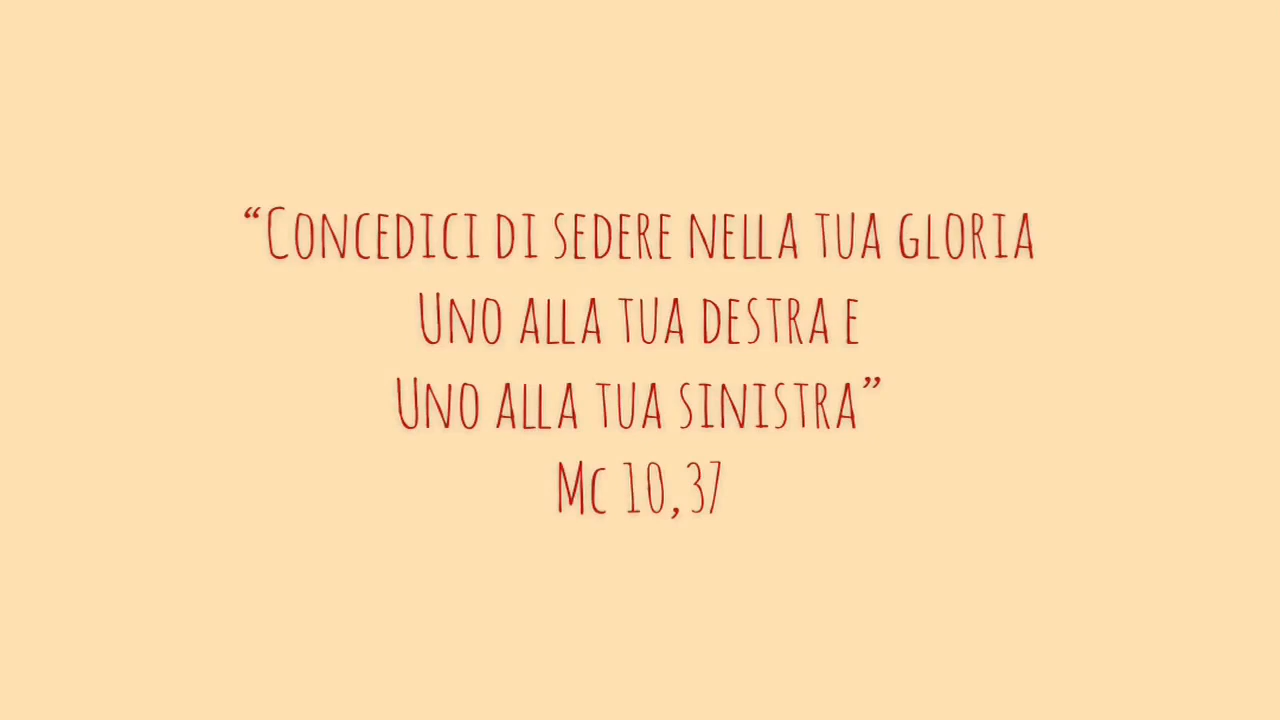 “Concedici di sedere nella tua gloria
Uno alla tua destra e
Uno alla tua sinistra”
Mc 10,37